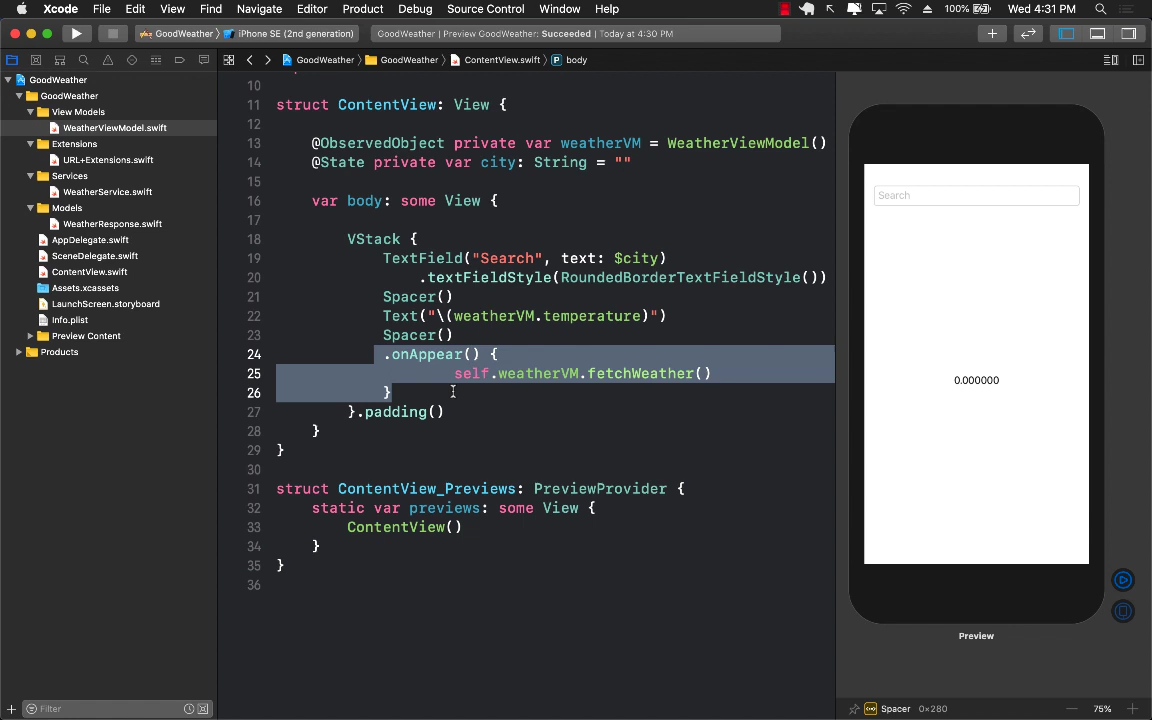 Xcode File Edit View Find Navigate Editor Product Debug Source Control Window Help 100% Wed 4:31 PM
GoodWeather > iPhone SE (2nd generation) GoodWeather | Preview GoodWeather: Succeeded | Today at 4:30 PM
GoodWeather > GoodWeather > ContentView.swift > P body
GoodWeather
GoodWeather
View Models
WeatherViewModel.swift
Extensions
URL+Extensions.swift
Services
WeatherService.swift
Models
WeatherResponse.swift
AppDelegate.swift
SceneDelegate.swift
ContentView.swift
Assets.xcassets
LaunchScreen.storyboard
Info.plist
Preview Content
Products
Filter
10
11 struct ContentView: View {
12
13 @ObservedObject private var weatherVM = WeatherViewModel()
14 @State private var city: String = ""
15
16 var body: some View {
17
18 VStack {
19 TextField("Search", text: $city)
20 .textFieldStyle(RoundedBorderTextFieldStyle())
21 Spacer()
22 Text("\(weatherVM.temperature)")
23 Spacer()
24 .onAppear() {
25 self.weatherVM.fetchWeather()
26 }
27 }.padding()
28 }
29 }
30
31 struct ContentView_Previews: PreviewProvider {
32 static var previews: some View {
33 ContentView()
34 }
35 }
36
Search
0.000000
Preview
Spacer 0×280 75%